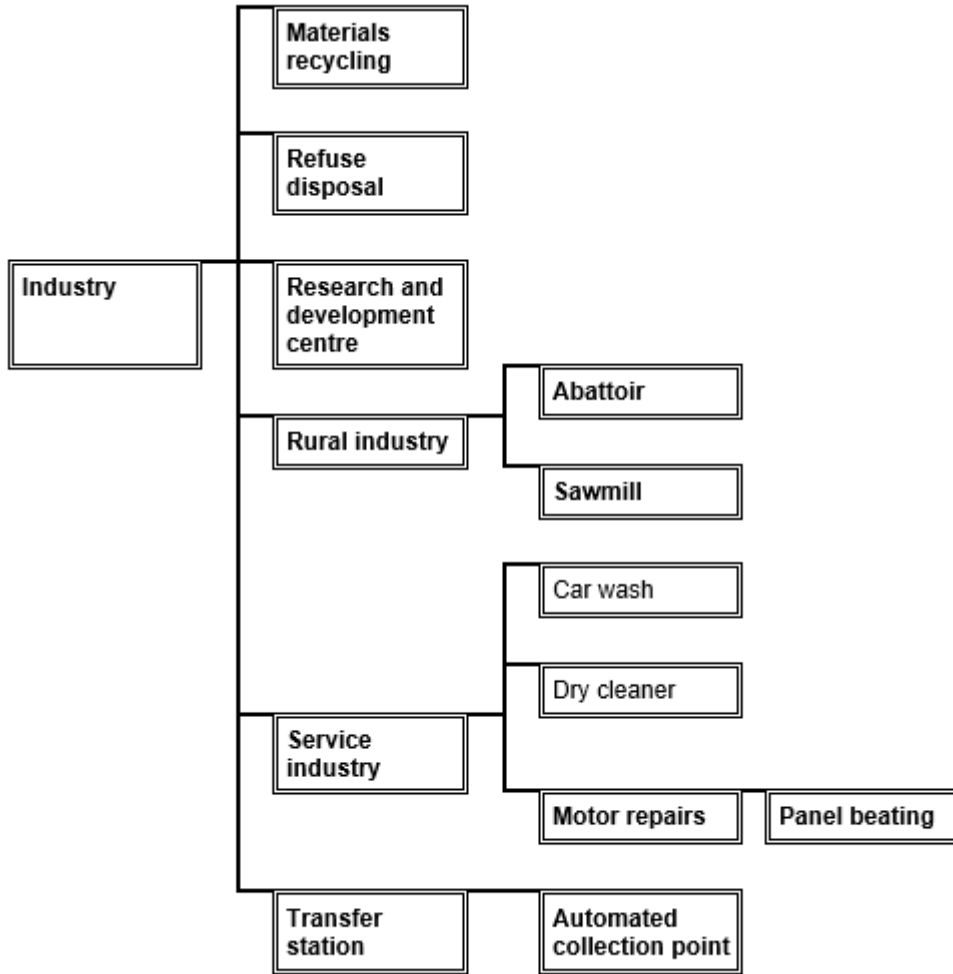 Materials
recycling
Refuse
disposal
Industry
Research and
development
centre
Abattoir
Rural industry
Sawmill
Car wash
Dry cleaner
Service
industry
Motor repairs
Panel beating
Transfer
station
Automated
collection point